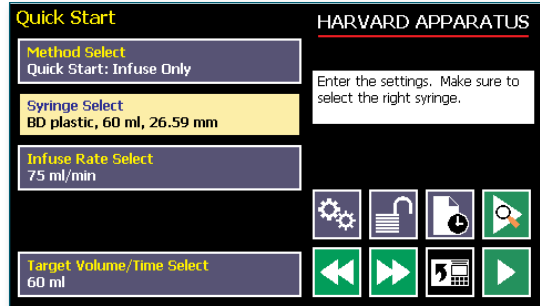 Quick Start
Method Select
Quick Start: Infuse Only
Syringe Select
BD plastic, 60 ml, 26.59 mm
Infuse Rate Select
75 ml/min
Target Volume/Time Select
60 ml
HARVARD APPARATUS
Enter the settings. Make sure to
select the right syringe.